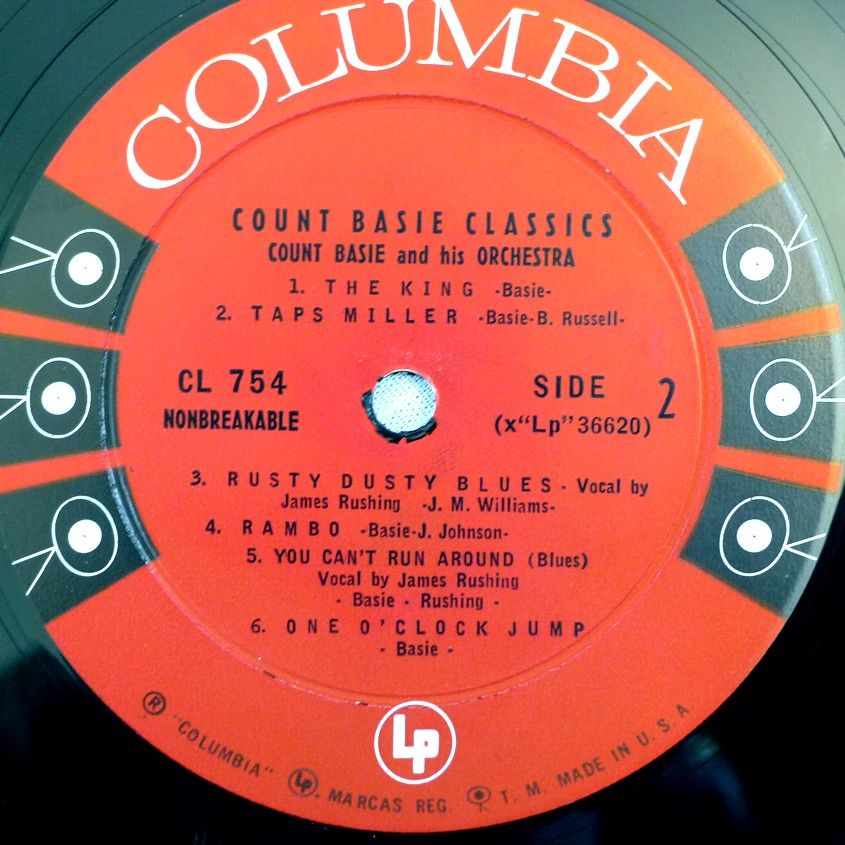 COLUMBIA
COUNT BASIE CLASSICS
COUNT BASIE and his ORCHESTRA
1. THE KING -Basie-
2. TAPS MILLER -Basie-B. Russell-
CL 754
NONBREAKABLE
SIDE 2
(x"Lp"36620)
3. RUSTY DUSTY BLUES - Vocal by
James Rushing -J. M. Williams-
4. RAMBO -Basie-J. Johnson-
5. YOU CAN'T RUN AROUND (Blues)
Vocal by James Rushing
- Basie - Rushing -
6. ONE O'CLOCK JUMP
- Basie -
Lp
® "COLUMBIA" Lp, MARCAS REG. T. M. MADE IN U. S. A.